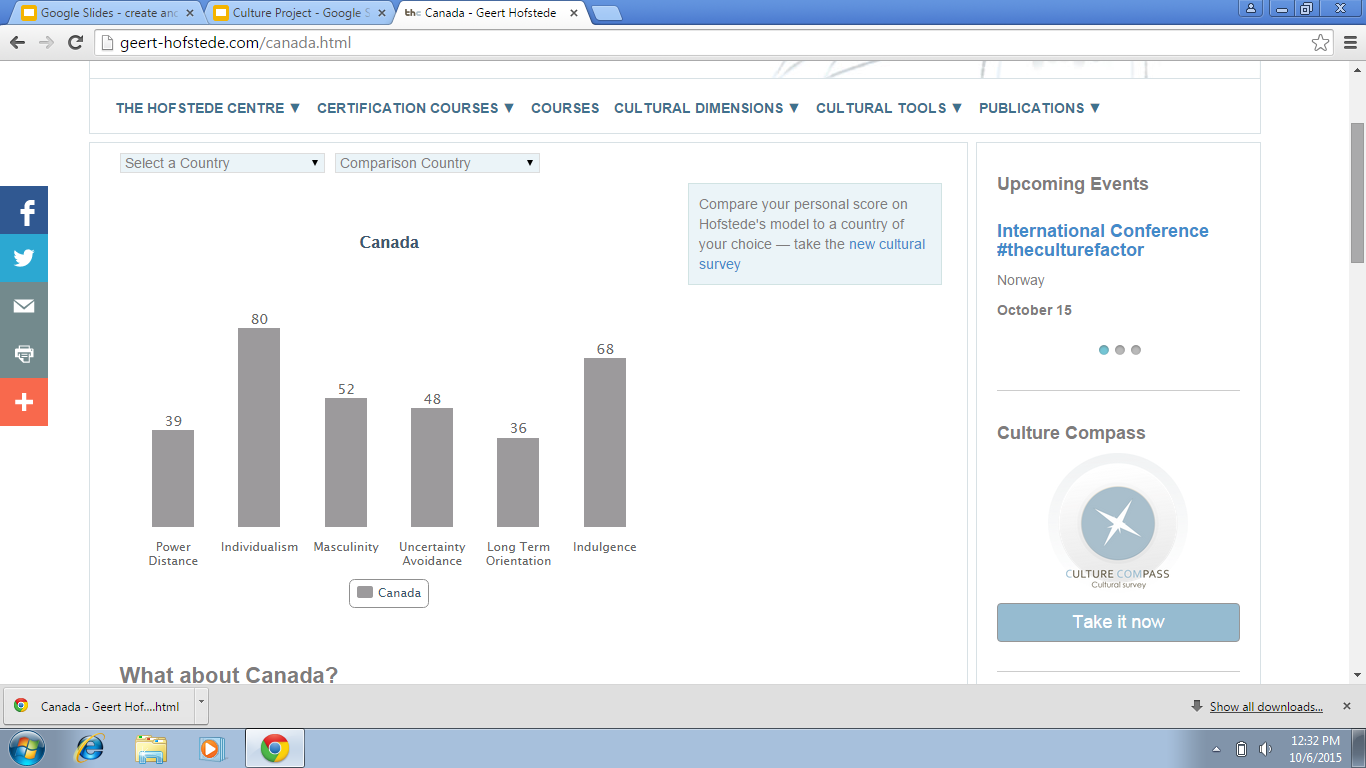 Google Slides - create and
Culture Project - Google S
thc Canada - Geert Hofstede
geert-hofstede.com/canada.html
THE HOFSTEDE CENTRE ▼ CERTIFICATION COURSES ▼ COURSES CULTURAL DIMENSIONS ▼ CULTURAL TOOLS ▼ PUBLICATIONS ▼
Select a Country ▼
Comparison Country ▼
Compare your personal score on
Hofstede's model to a country of
your choice — take the new cultural
survey
Canada
39
80
52
48
36
68
Power
Distance
Individualism
Masculinity
Uncertainty
Avoidance
Long Term
Orientation
Indulgence
Canada
What about Canada?
Upcoming Events
International Conference
#theculturefactor
Norway
October 15
Culture Compass
CULTURE COMPASS
Cultural survey
Take it now
Canada - Geert Hof....html
Show all downloads...
12:32 PM
10/6/2015